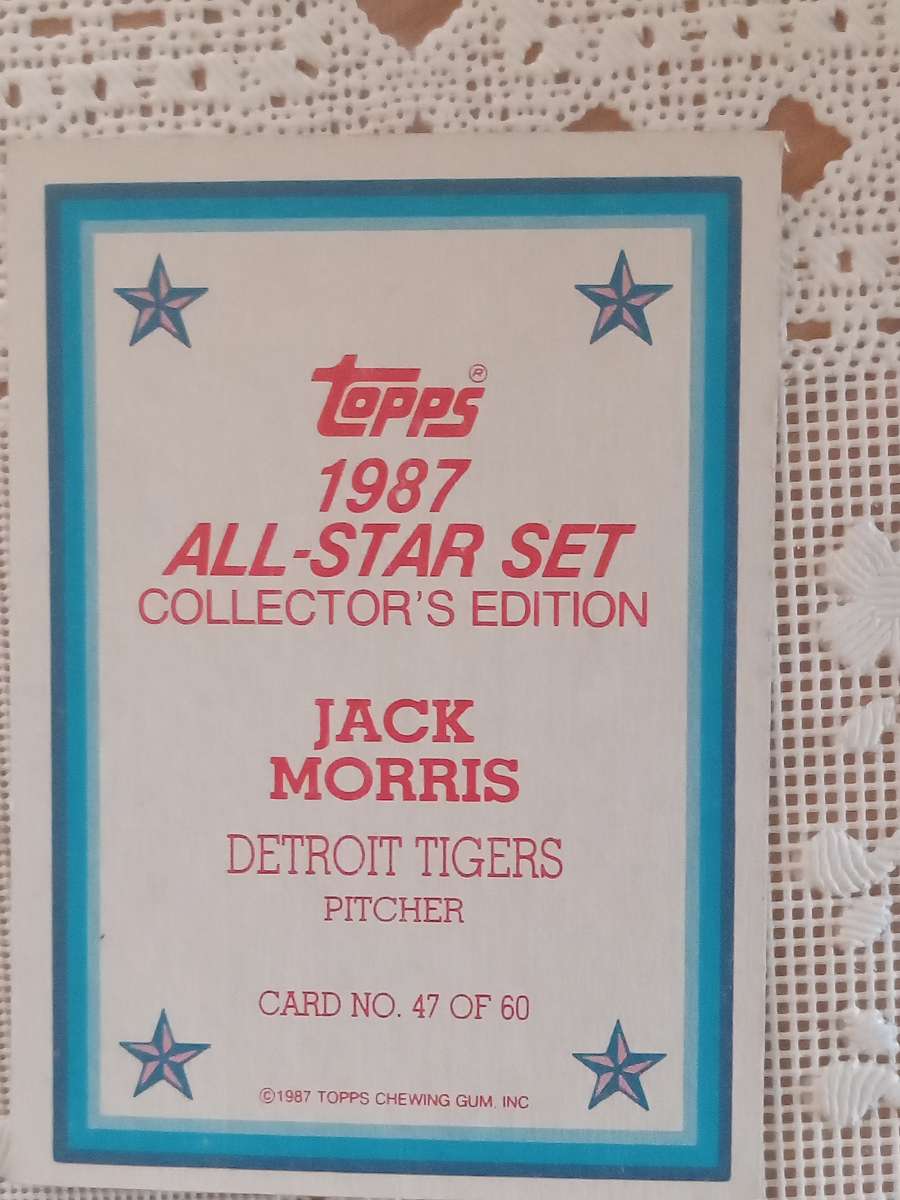 Topps®
1987
ALL-STAR SET
COLLECTOR'S EDITION
JACK
MORRIS
DETROIT TIGERS
PITCHER
CARD NO. 47 OF 60
©1987 TOPPS CHEWING GUM, INC